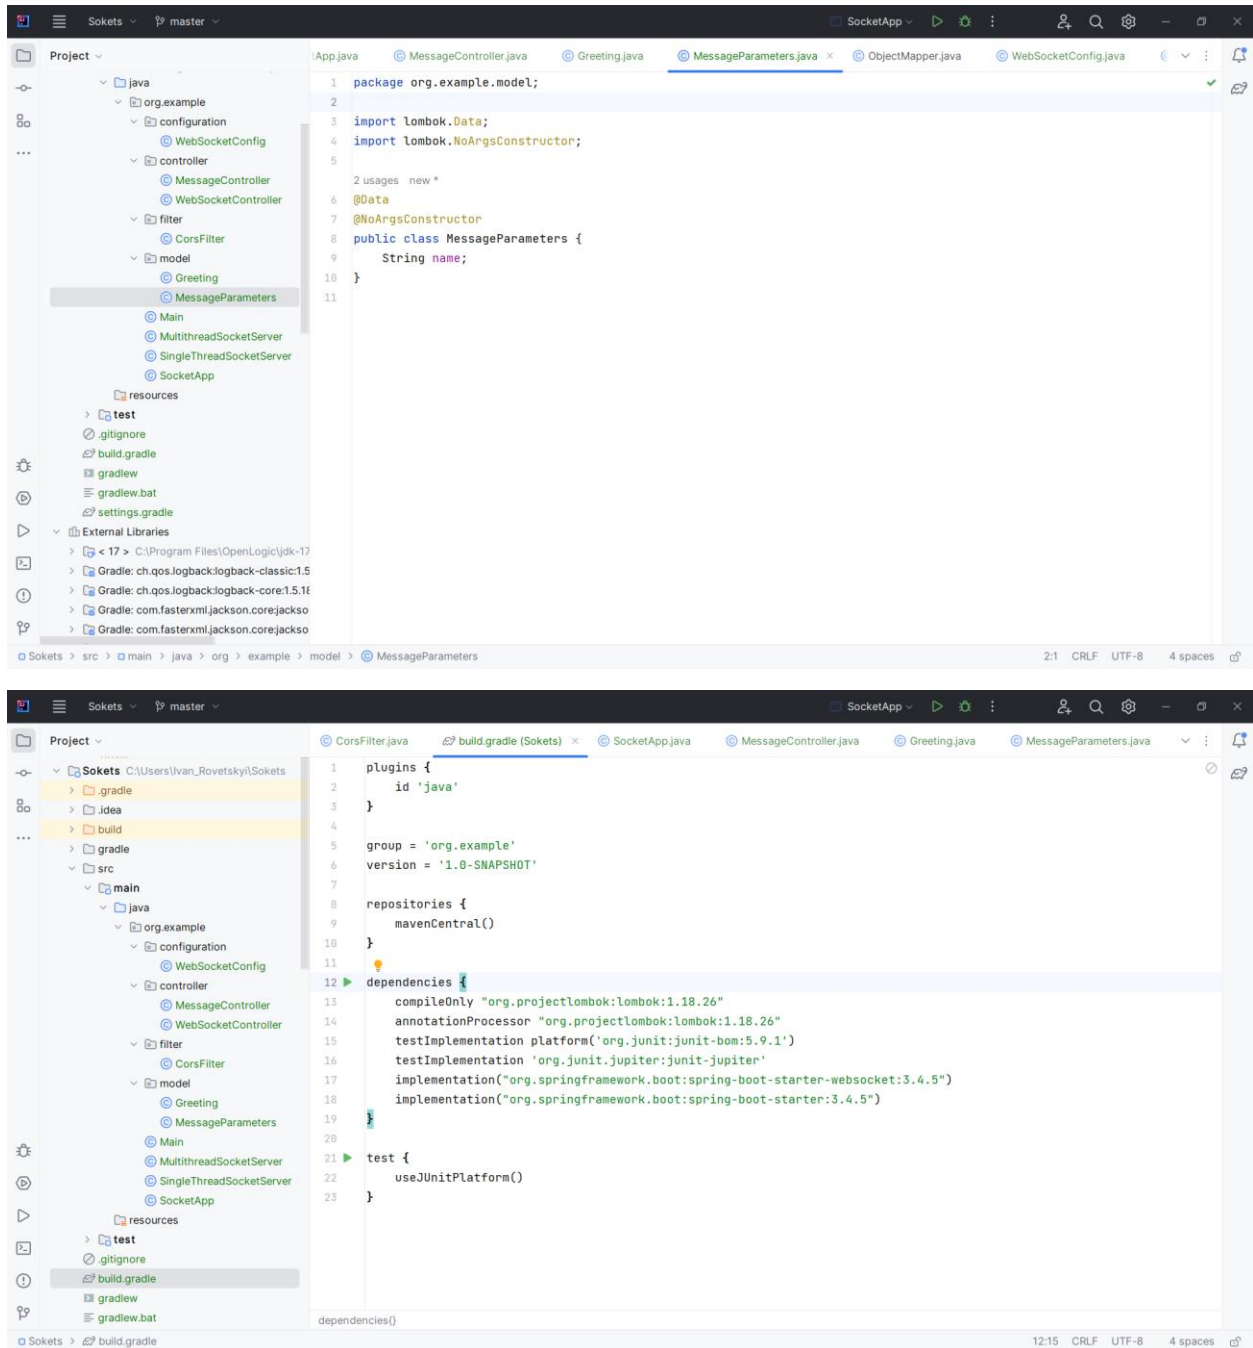 Sokets master SocketApp
Project App.java MessageController.java Greeting.java MessageParameters.java ObjectMapper.java WebSocketConfig.java
java
org.example
configuration
WebSocketConfig
controller
MessageController
WebSocketController
filter
CorsFilter
model
Greeting
MessageParameters
Main
MultithreadSocketServer
SingleThreadSocketServer
SocketApp
resources
test
.gitignore
build.gradle
gradlew
gradlew.bat
settings.gradle
External Libraries
< 17 > C:\Program Files\OpenLogic\jdk-17
Gradle: ch.qos.logback:logback-classic:1.5
Gradle: ch.qos.logback:logback-core:1.5.18
Gradle: com.fasterxml.jackson.core:jackso
Gradle: com.fasterxml.jackson.core:jackso
1 package org.example.model;
2
3 import lombok.Data;
4 import lombok.NoArgsConstructor;
5
2 usages new *
6 @Data
7 @NoArgsConstructor
8 public class MessageParameters {
9 String name;
10 }
11
Sokets > src > main > java > org > example > model > MessageParameters 2:1 CRLF UTF-8 4 spaces
Sokets master SocketApp
Project CorsFilter.java build.gradle (Sokets) SocketApp.java MessageController.java Greeting.java MessageParameters.java
Sokets C:\Users\Ivan_Rovetskyi\Sokets
.gradle
.idea
build
gradle
src
main
java
org.example
configuration
WebSocketConfig
controller
MessageController
WebSocketController
filter
CorsFilter
model
Greeting
MessageParameters
Main
MultithreadSocketServer
SingleThreadSocketServer
SocketApp
resources
test
.gitignore
build.gradle
gradlew
gradlew.bat
1 plugins {
2 id 'java'
3 }
4
5 group = 'org.example'
6 version = '1.0-SNAPSHOT'
7
8 repositories {
9 mavenCentral()
10 }
11
12 dependencies {
13 compileOnly "org.projectlombok:lombok:1.18.26"
14 annotationProcessor "org.projectlombok:lombok:1.18.26"
15 testImplementation platform('org.junit:junit-bom:5.9.1')
16 testImplementation 'org.junit.jupiter:junit-jupiter'
17 implementation("org.springframework.boot:spring-boot-starter-websocket:3.4.5")
18 implementation("org.springframework.boot:spring-boot-starter:3.4.5")
19 }
20
21 test {
22 useJUnitPlatform()
23 }
dependencies{}
Sokets > build.gradle 12:15 CRLF UTF-8 4 spaces